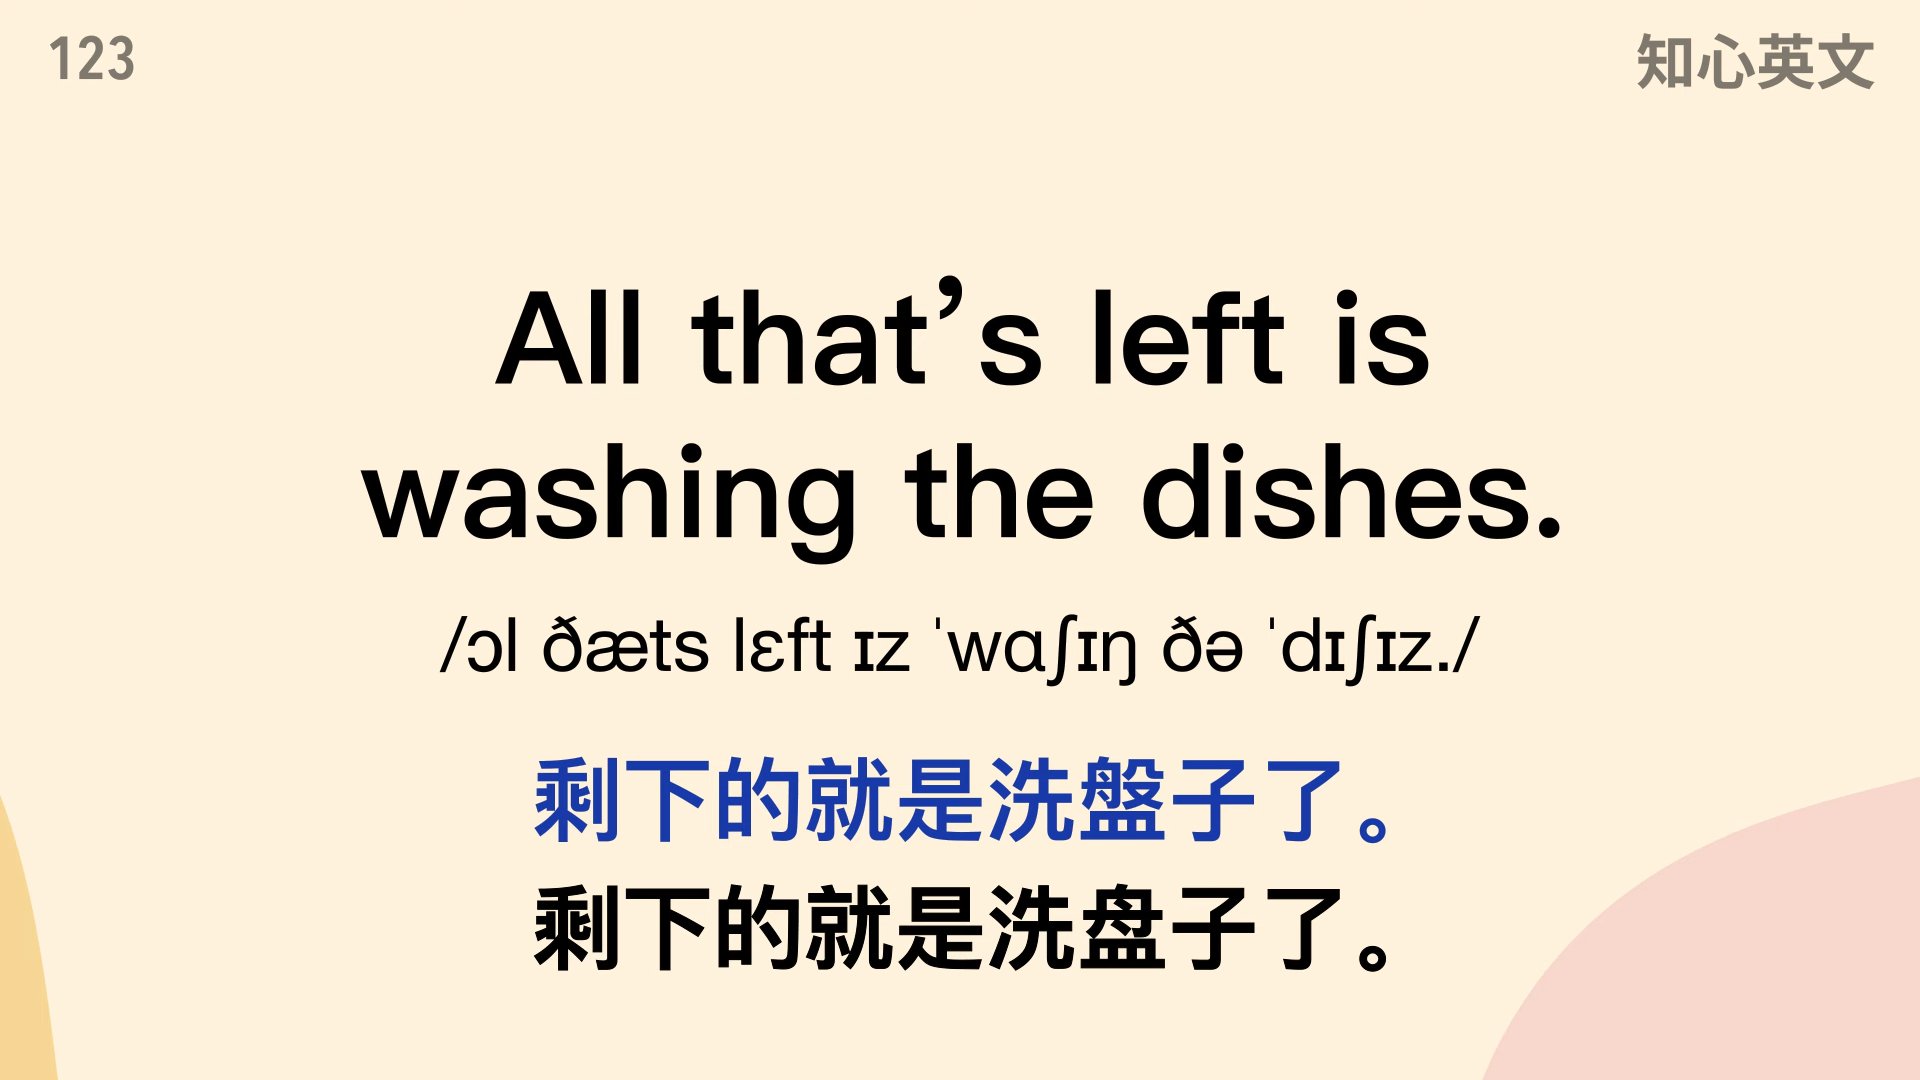 123
知心英文
All that’s left is
washing the dishes.
/ɔl ðæts lɛft ɪz ˈwɑʃɪŋ ðə ˈdɪʃɪz./
剩下的就是洗盤子了。
剩下的就是洗盘子了。